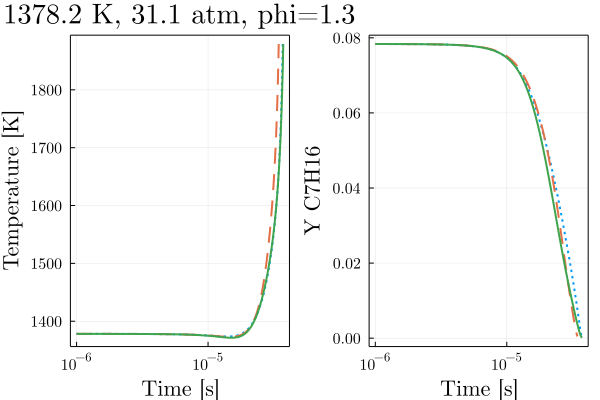 1378.2 K, 31.1 atm, phi=1.3
Temperature [K]
1800
1700
1600
1500
1400
10⁻⁶
10⁻⁵
Time [s]
Y C7H16
0.08
0.06
0.04
0.02
0.00
10⁻⁶
10⁻⁵
Time [s]